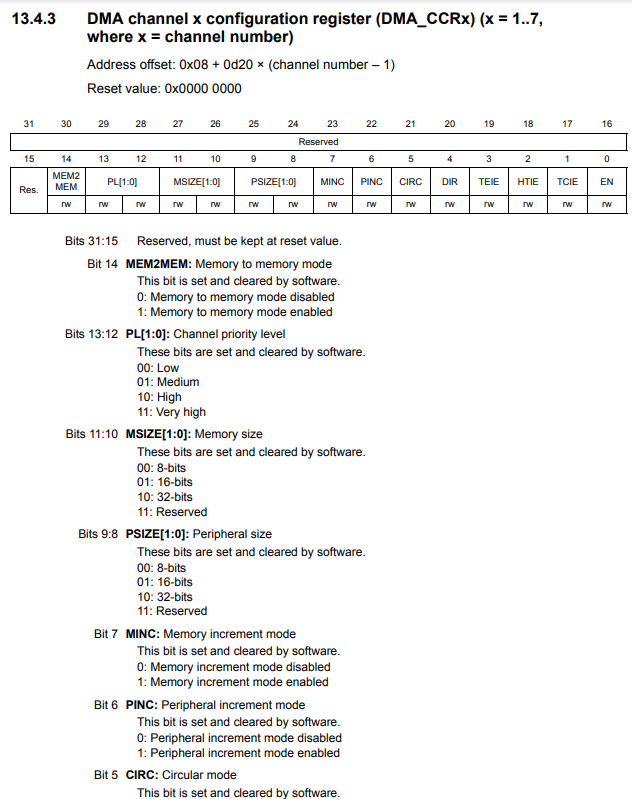 13.4.3 DMA channel x configuration register (DMA_CCRx) (x = 1..7,
where x = channel number)
Address offset: 0x08 + 0d20 × (channel number – 1)
Reset value: 0x0000 0000
31 30 29 28 27 26 25 24 23 22 21 20 19 18 17 16
Reserved
15 14 13 12 11 10 9 8 7 6 5 4 3 2 1 0
Res. MEM2 MEM PL[1:0] MSIZE[1:0] PSIZE[1:0] MINC PINC CIRC DIR TEIE HTIE TCIE EN
rw rw rw rw rw rw rw rw rw rw rw rw rw rw rw
Bits 31:15 Reserved, must be kept at reset value.
Bit 14 MEM2MEM: Memory to memory mode
This bit is set and cleared by software.
0: Memory to memory mode disabled
1: Memory to memory mode enabled
Bits 13:12 PL[1:0]: Channel priority level
These bits are set and cleared by software.
00: Low
01: Medium
10: High
11: Very high
Bits 11:10 MSIZE[1:0]: Memory size
These bits are set and cleared by software.
00: 8-bits
01: 16-bits
10: 32-bits
11: Reserved
Bits 9:8 PSIZE[1:0]: Peripheral size
These bits are set and cleared by software.
00: 8-bits
01: 16-bits
10: 32-bits
11: Reserved
Bit 7 MINC: Memory increment mode
This bit is set and cleared by software.
0: Memory increment mode disabled
1: Memory increment mode enabled
Bit 6 PINC: Peripheral increment mode
This bit is set and cleared by software.
0: Peripheral increment mode disabled
1: Peripheral increment mode enabled
Bit 5 CIRC: Circular mode
This bit is set and cleared by software.